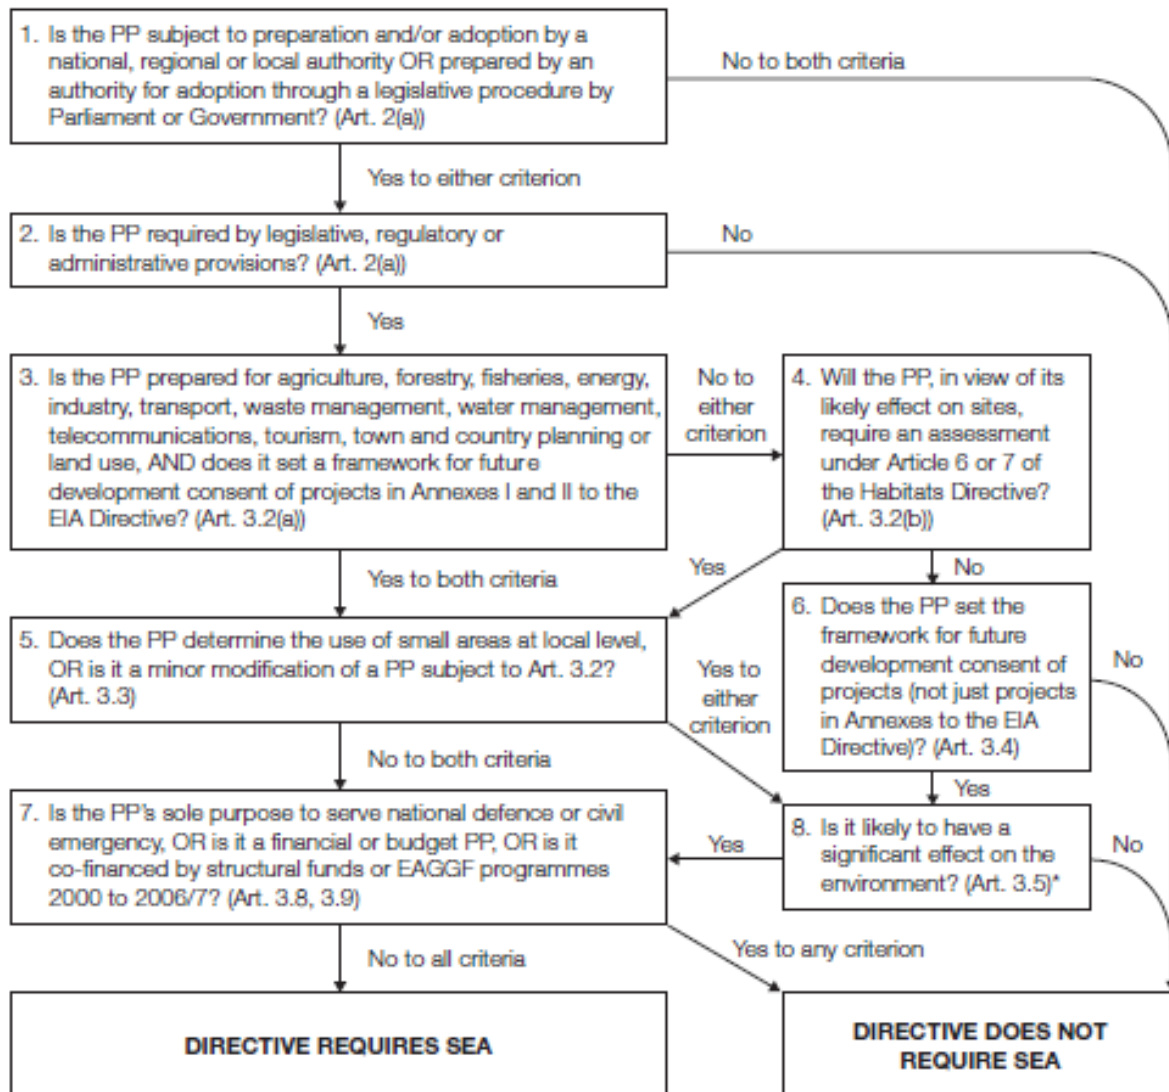 1. Is the PP subject to preparation and/or adoption by a
national, regional or local authority OR prepared by an
authority for adoption through a legislative procedure by
Parliament or Government? (Art. 2(a))
No to both criteria
Yes to either criterion
2. Is the PP required by legislative, regulatory or
administrative provisions? (Art. 2(a))
No
Yes
3. Is the PP prepared for agriculture, forestry, fisheries, energy,
industry, transport, waste management, water management,
telecommunications, tourism, town and country planning or
land use, AND does it set a framework for future
development consent of projects in Annexes I and II to the
EIA Directive? (Art. 3.2(a))
No to
either
criterion
4. Will the PP, in view of its
likely effect on sites,
require an assessment
under Article 6 or 7 of
the Habitats Directive?
(Art. 3.2(b))
Yes to both criteria
Yes
No
5. Does the PP determine the use of small areas at local level,
OR is it a minor modification of a PP subject to Art. 3.2?
(Art. 3.3)
Yes to
either
criterion
6. Does the PP set the
framework for future
development consent of
projects (not just projects
in Annexes to the EIA
Directive)? (Art. 3.4)
No
No to both criteria
Yes
7. Is the PP's sole purpose to serve national defence or civil
emergency, OR is it a financial or budget PP, OR is it
co-financed by structural funds or EAGGF programmes
2000 to 2006/7? (Art. 3.8, 3.9)
Yes
8. Is it likely to have a
significant effect on the
environment? (Art. 3.5)*
No
No to all criteria
Yes to any criterion
DIRECTIVE REQUIRES SEA
DIRECTIVE DOES NOT
REQUIRE SEA